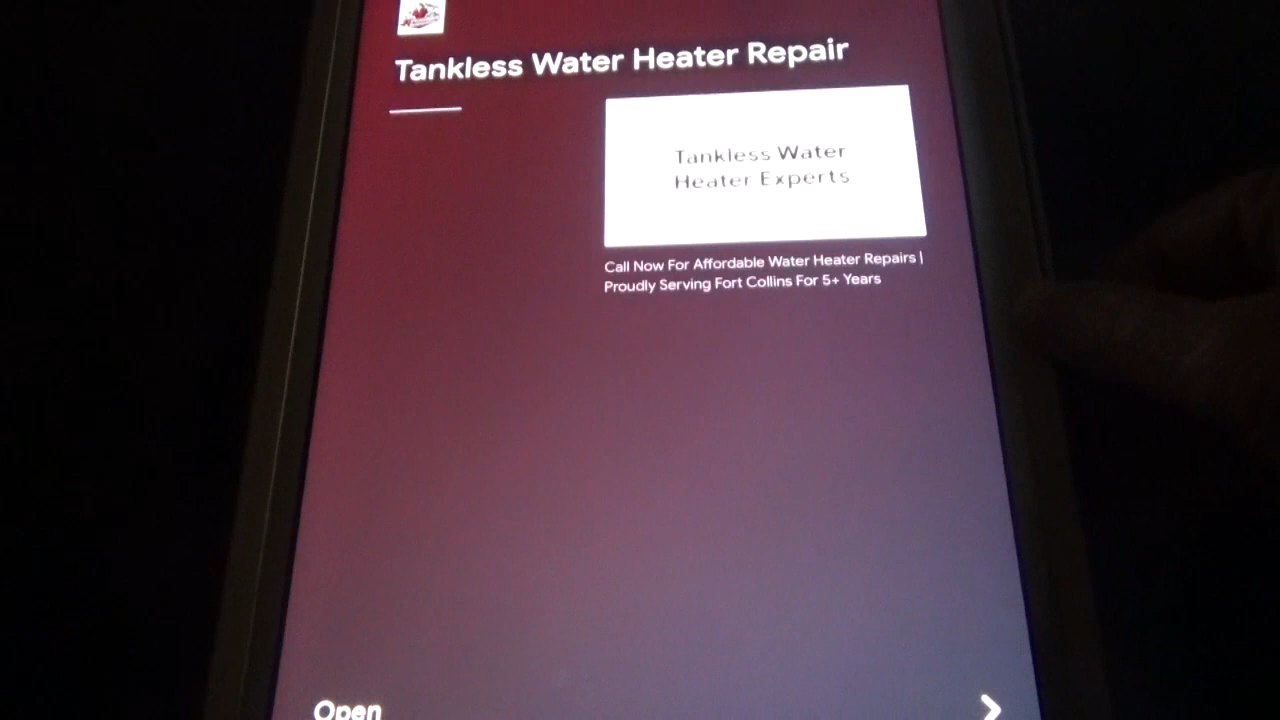 Tankless Water Heater Repair
Tankless Water
Heater Experts
Call Now For Affordable Water Heater Repairs |
Proudly Serving Fort Collins For 5+ Years
Open